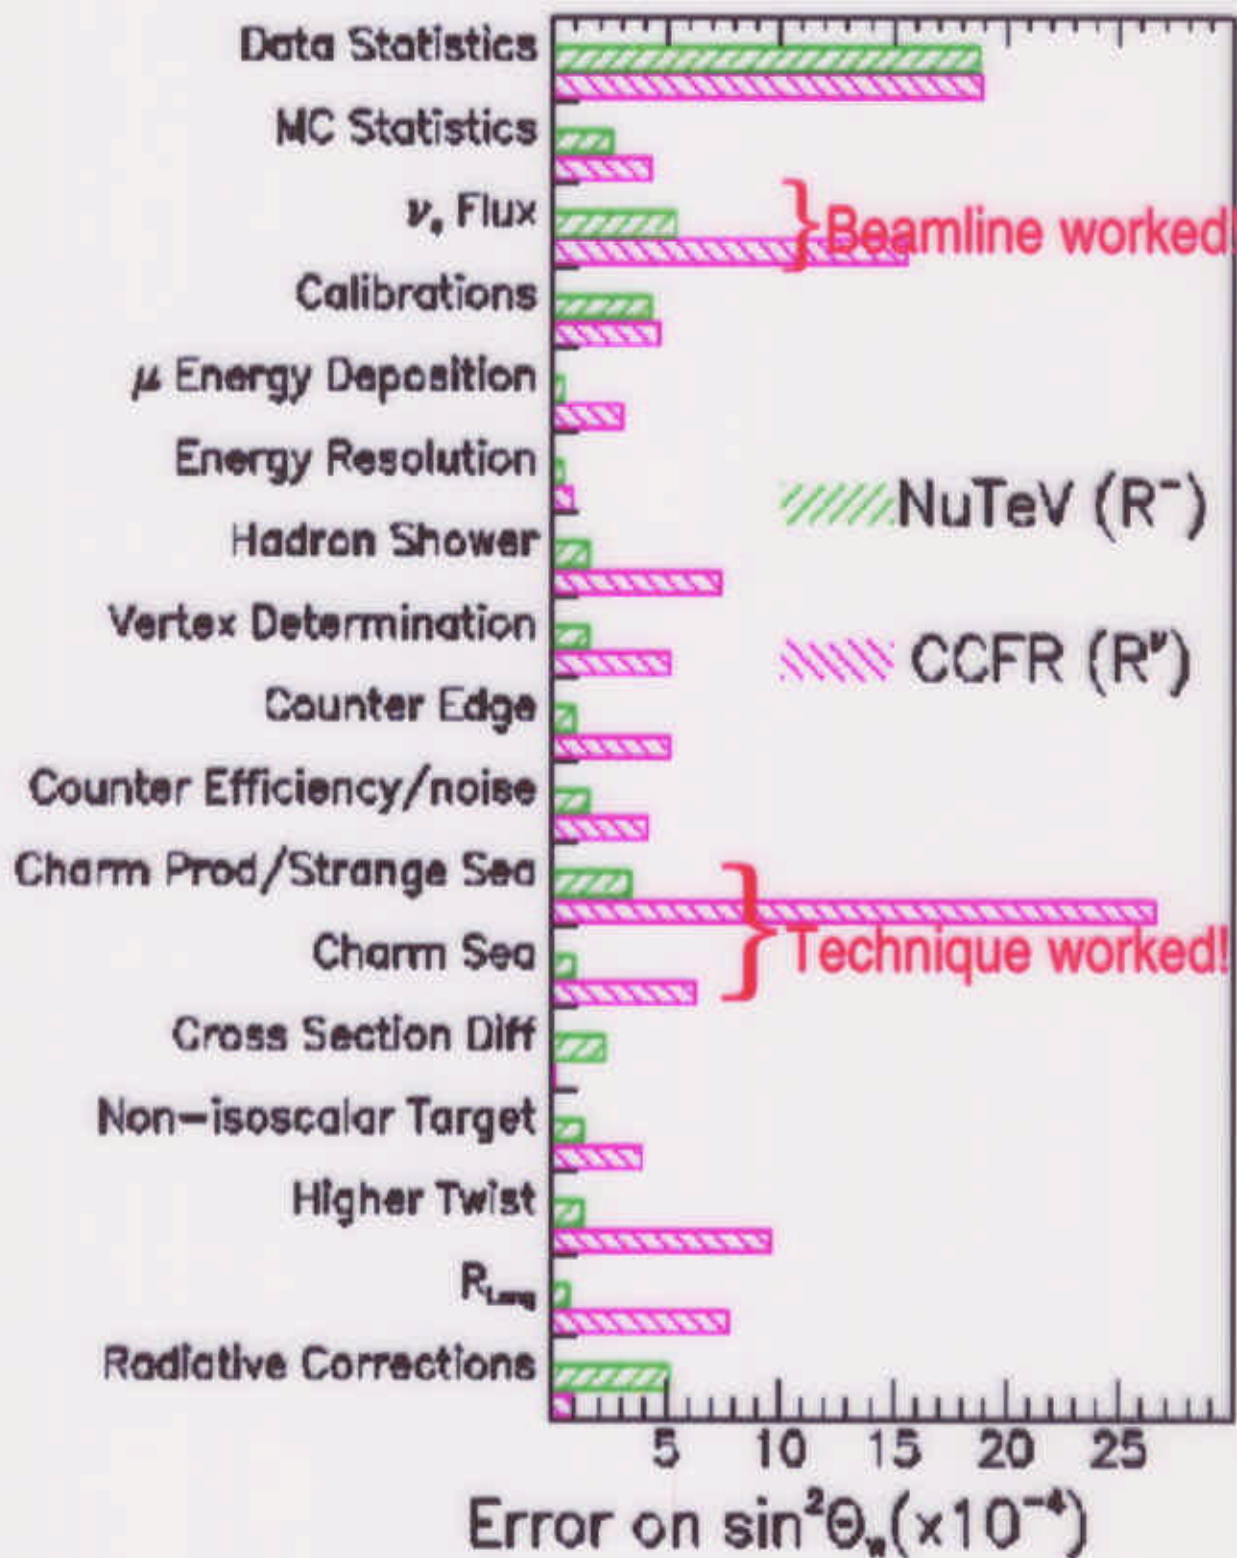 Data Statistics
MC Statistics
νₑ Flux
}Beamline worked!
Calibrations
μ Energy Deposition
Energy Resolution
NuTeV (R⁻)
Hadron Shower
Vertex Determination
CCFR (Rᵛ)
Counter Edge
Counter Efficiency/noise
Charm Prod/Strange Sea
Charm Sea
}Technique worked!
Cross Section Diff
Non-isoscalar Target
Higher Twist
R_Long
Radiative Corrections
5 10 15 20 25
Error on sin²Θ_w(×10⁻⁴)